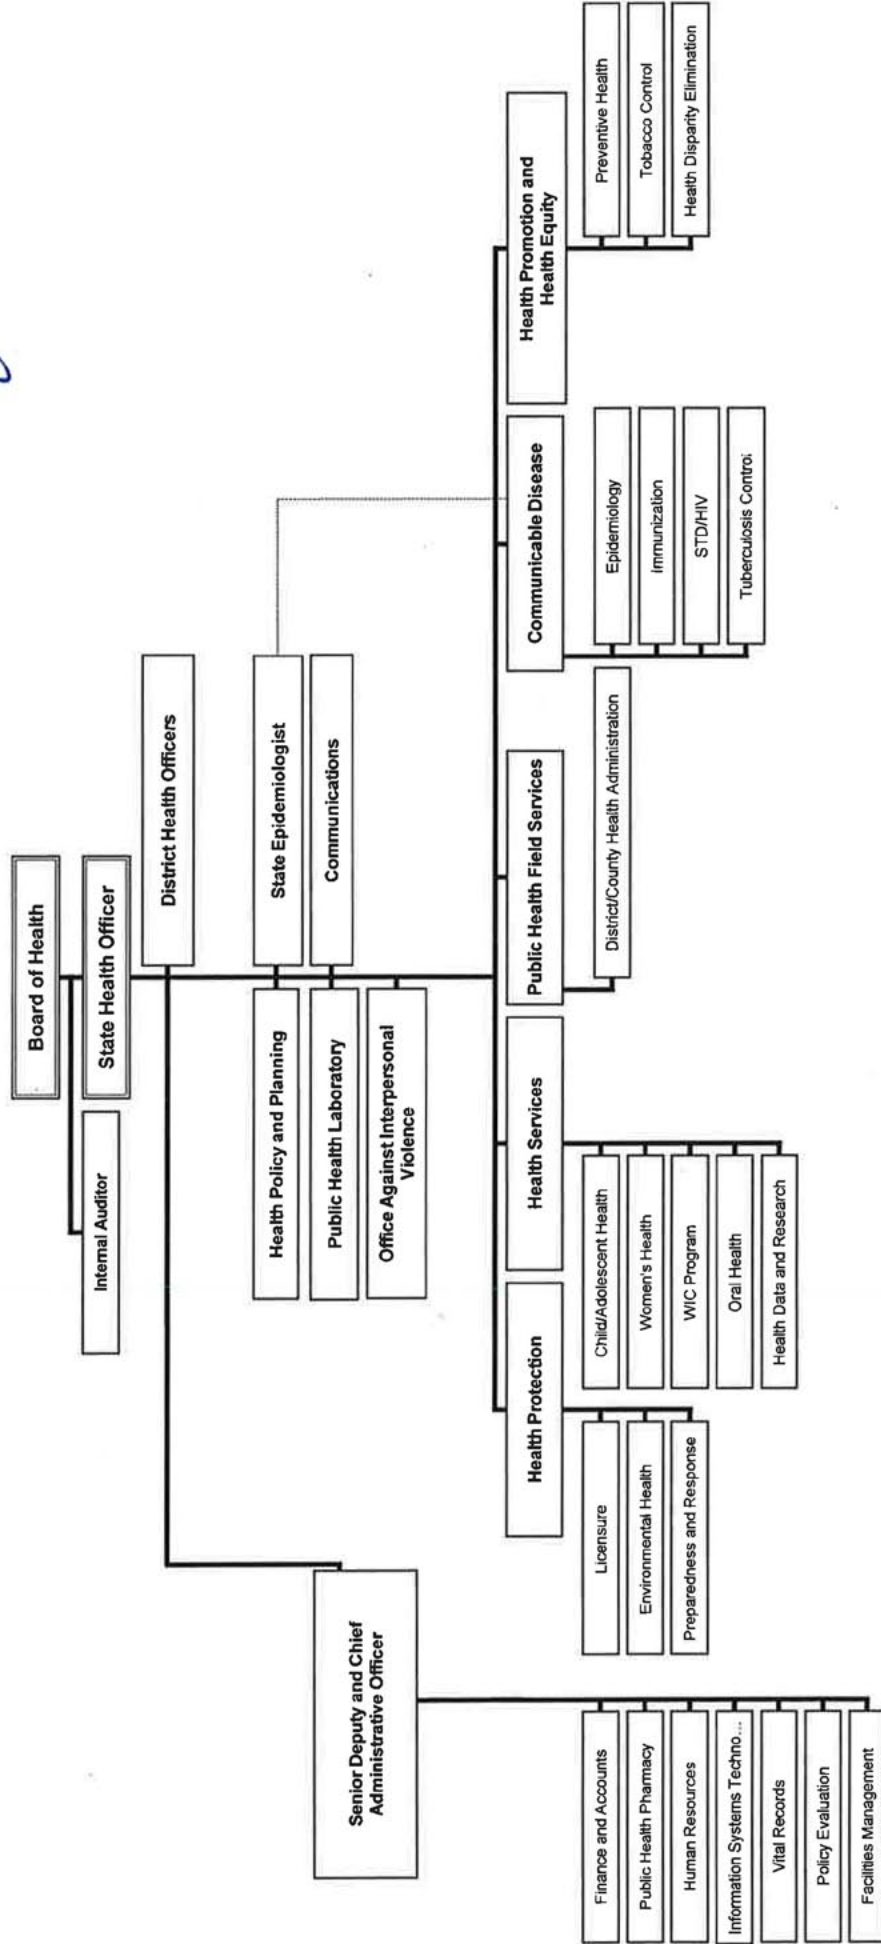 Board of Health
State Health Officer
Internal Auditor
District Health Officers
Senior Deputy and Chief
Administrative Officer
Health Policy and Planning
State Epidemiologist
Public Health Laboratory
Communications
Office Against Interpersonal
Violence
Health Protection
Health Services
Public Health Field Services
Communicable Disease
Health Promotion and
Health Equity
Finance and Accounts
Public Health Pharmacy
Human Resources
Information Systems Techno...
Vital Records
Policy Evaluation
Facilities Management
Licensure
Environmental Health
Preparedness and Response
Child/Adolescent Health
Women's Health
WIC Program
Oral Health
Health Data and Research
District/County Health Administration
Epidemiology
Immunization
STD/HIV
Tuberculosis Control
Preventive Health
Tobacco Control
Health Disparity Elimination